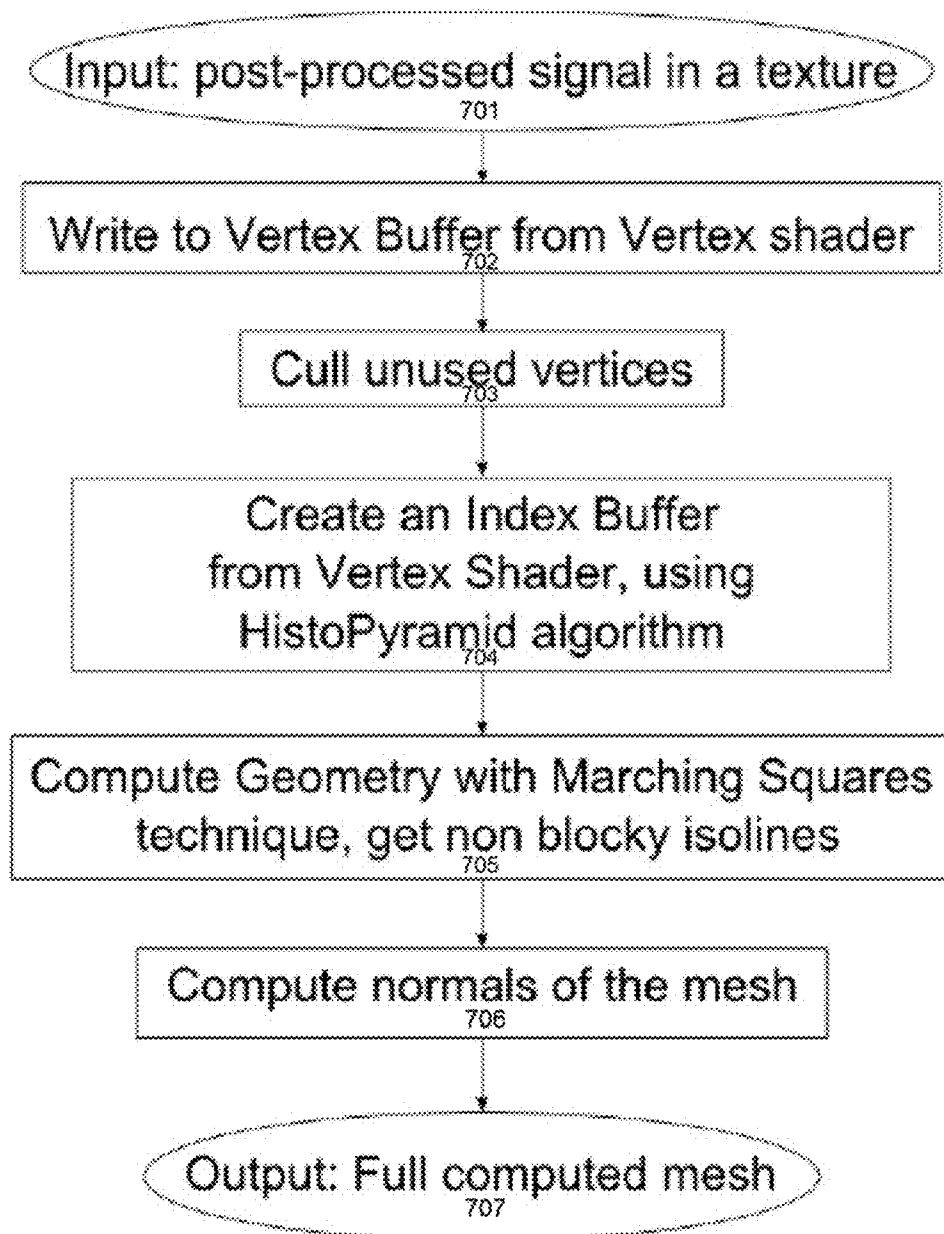 Input: post-processed signal in a texture
701
Write to Vertex Buffer from Vertex shader
702
Cull unused vertices
703
Create an Index Buffer
from Vertex Shader, using
HistoPyramid algorithm
704
Compute Geometry with Marching Squares
technique, get non blocky isolines
705
Compute normals of the mesh
706
Output: Full computed mesh
707